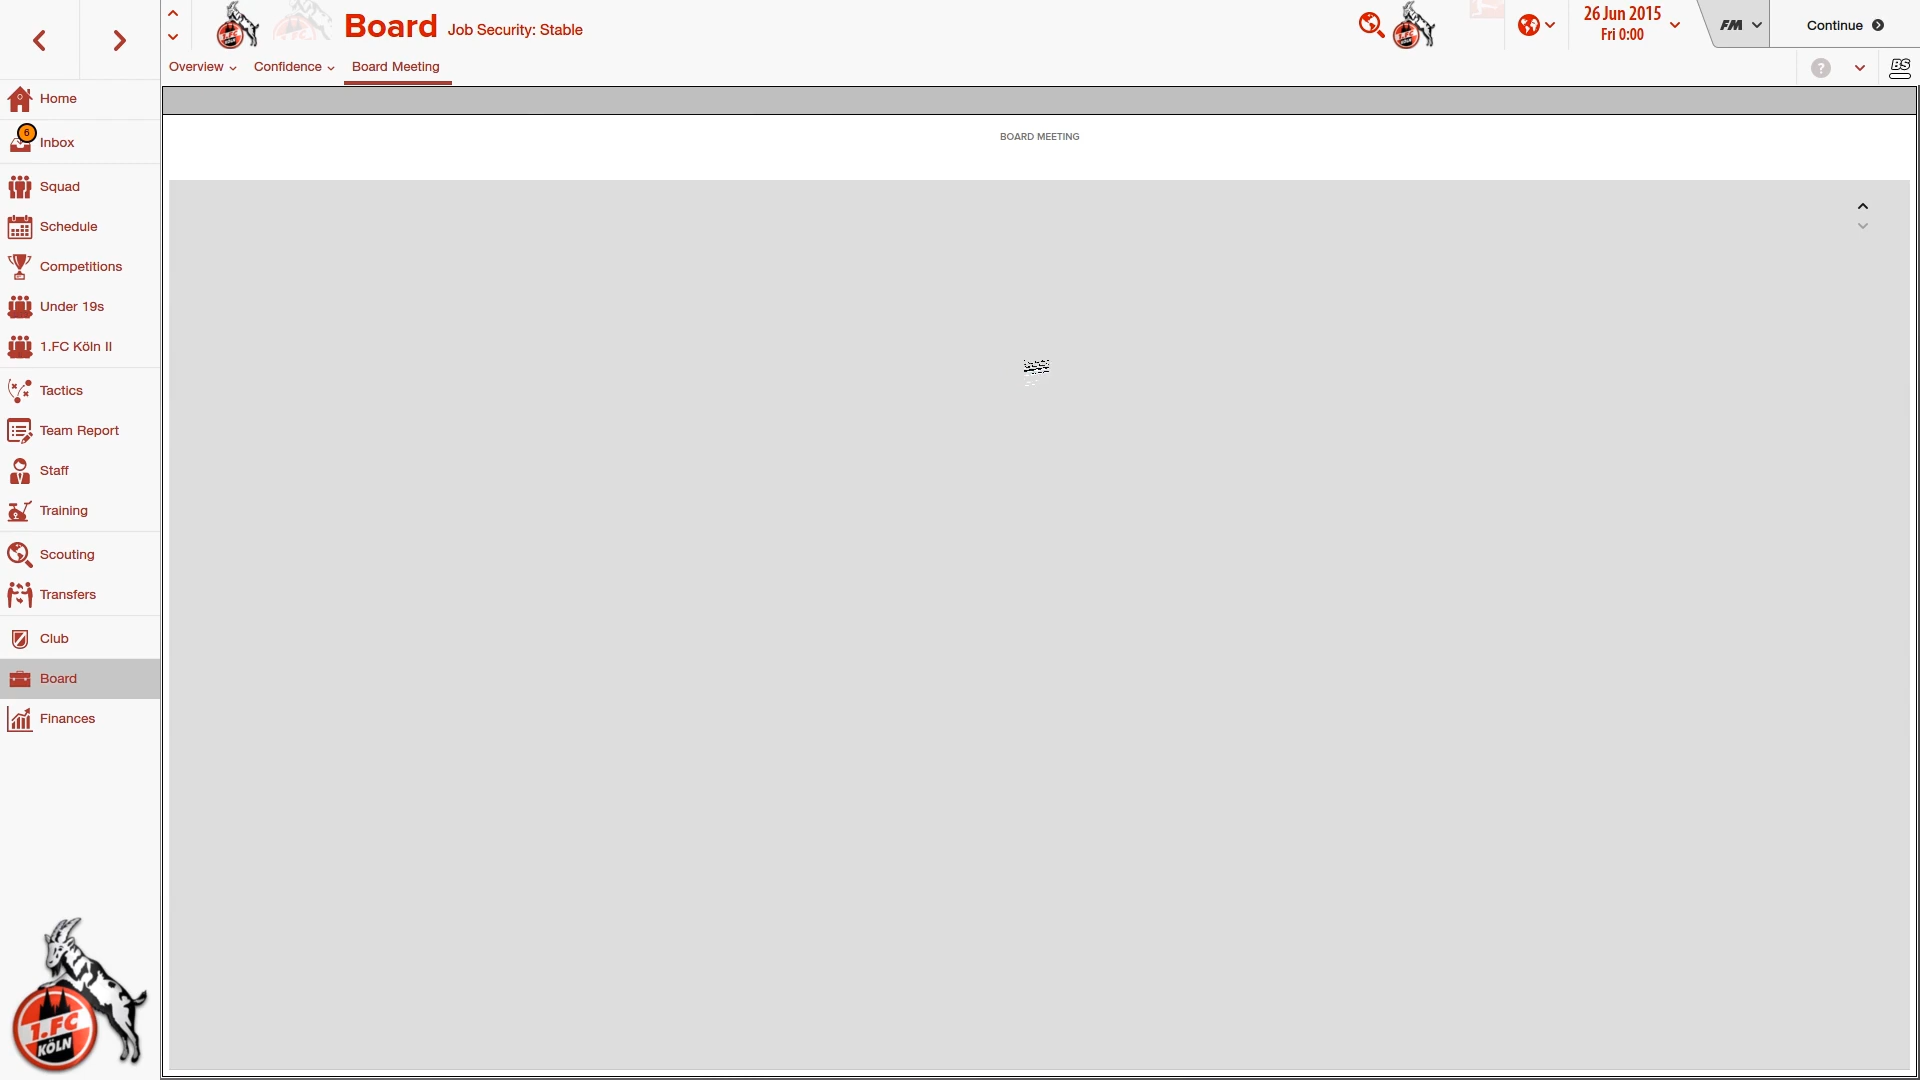 Board Job Security: Stable
26 Jun 2015
Fri 0:00
FM
Continue
Overview
Confidence
Board Meeting
?
BS
Home
6
Inbox
BOARD MEETING
Squad
Schedule
Competitions
Under 19s
1.FC Köln II
Tactics
Team Report
Staff
Training
Scouting
Transfers
Club
Board
Finances
1.FC
KÖLN